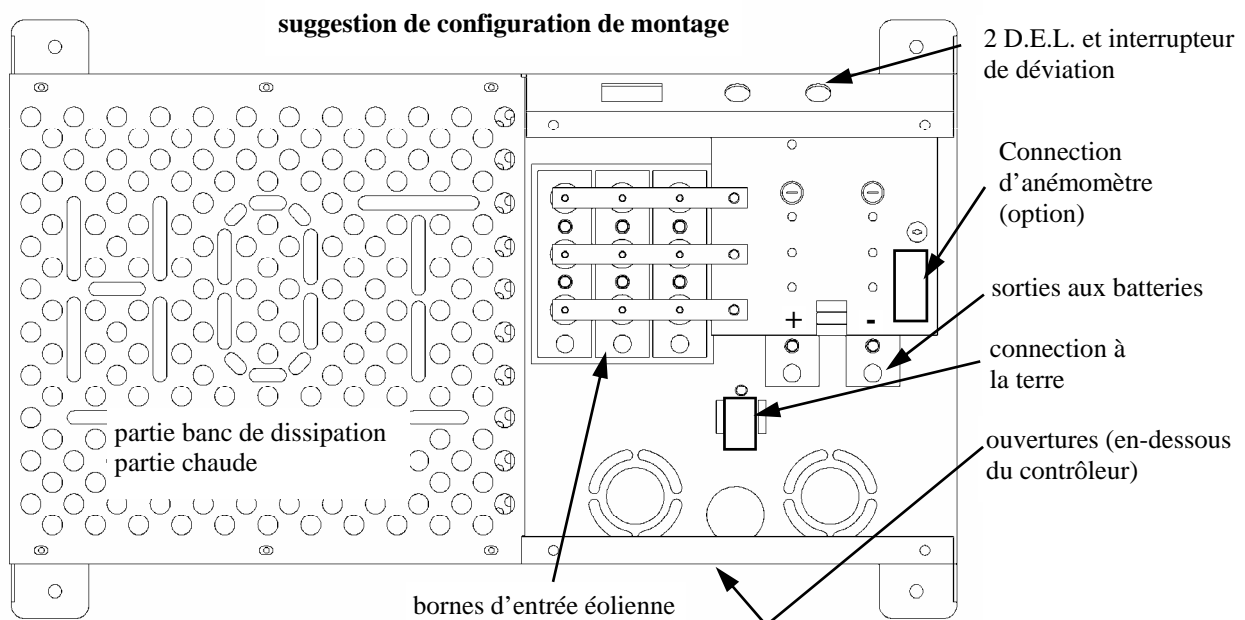 suggestion de configuration de montage
2 D.E.L. et interrupteur
de déviation
Connection
d’anémomètre
(option)
sorties aux batteries
+ -
connection à
la terre
partie banc de dissipation
partie chaude
ouvertures (en-dessous
du contrôleur)
bornes d’entrée éolienne